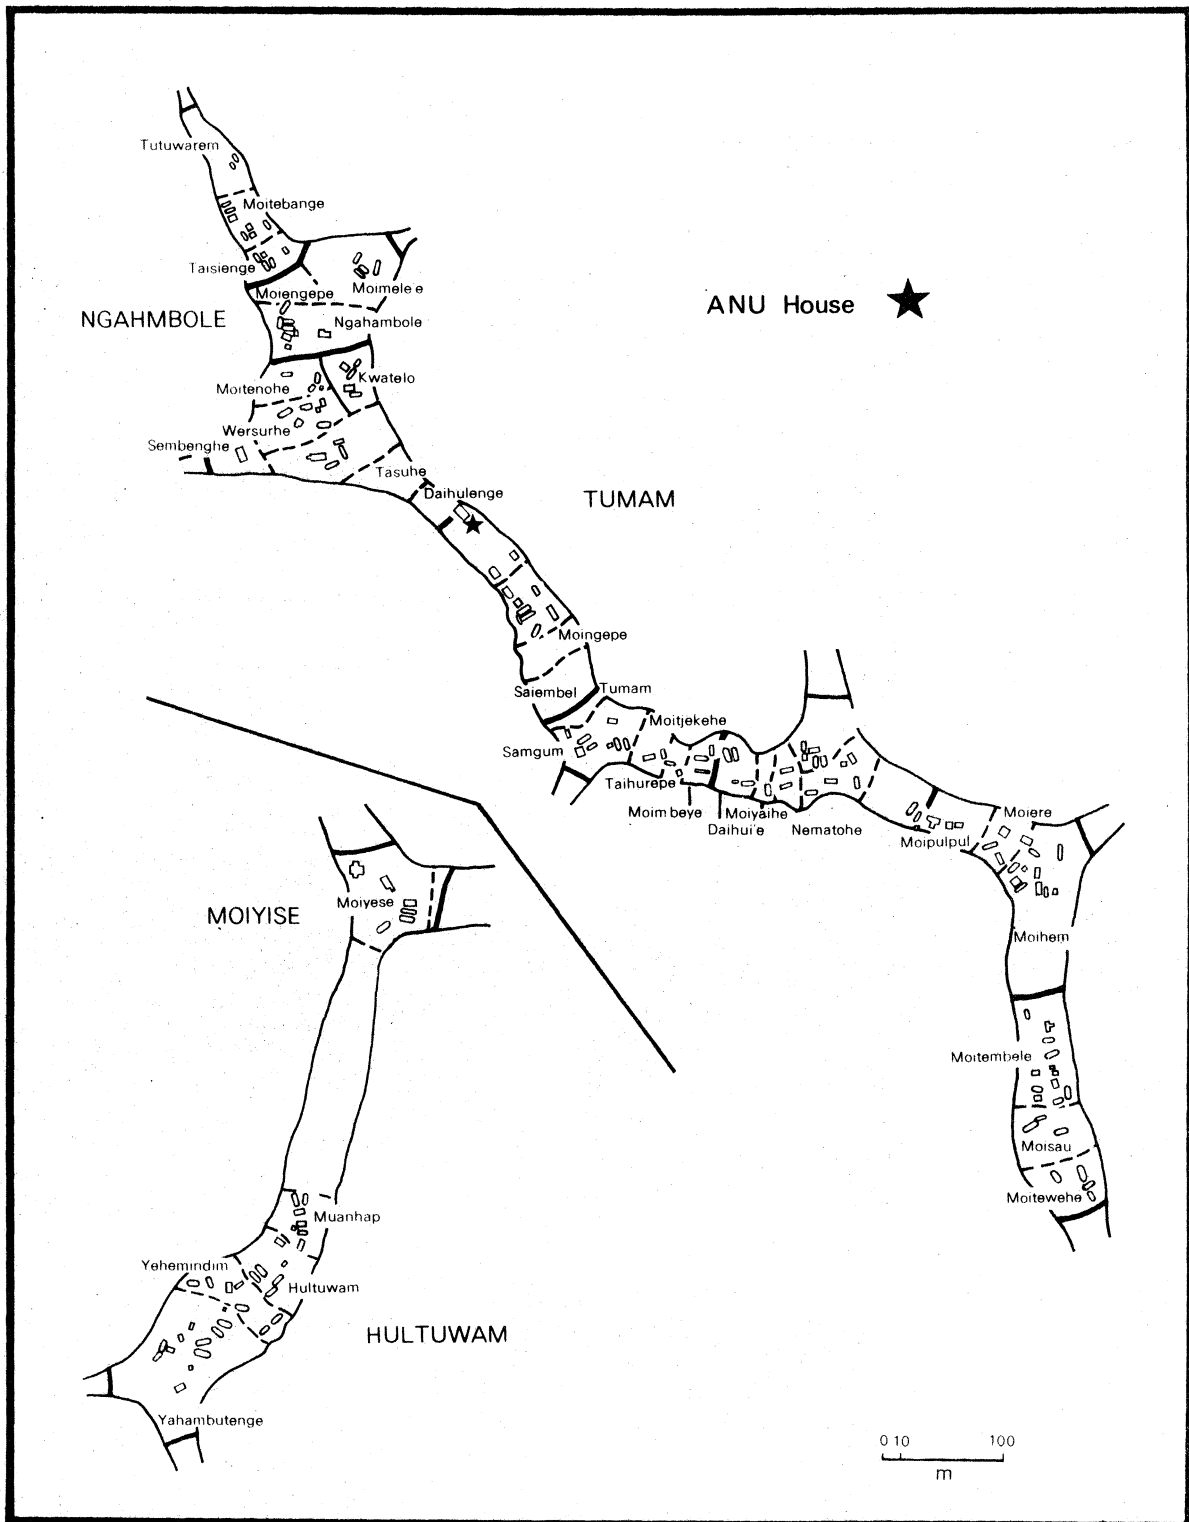 Tutuwarem
Moitebange
Taisienge
Moiengepe
Moimelee
NGAHMBOLE
Ngahambole
ANU House
Moitenohe
Kwatelo
Wersurhe
Sembenghe
Tasuhe
Daihulenge
TUMAM
Moingepe
Saiembel
Tumam
Moitjekehe
Samgum
Taihurepe
Moimbeye
Moiyaihe
Daihui'e
Nematohe
Moipulpul
Moiere
Moiyese
MOIYISE
Moihem
Moitembele
Moisau
Moitewehe
Muanhap
Yehemindim
Hultuwam
HULTUWAM
Yahambutenge
0 10 100
m